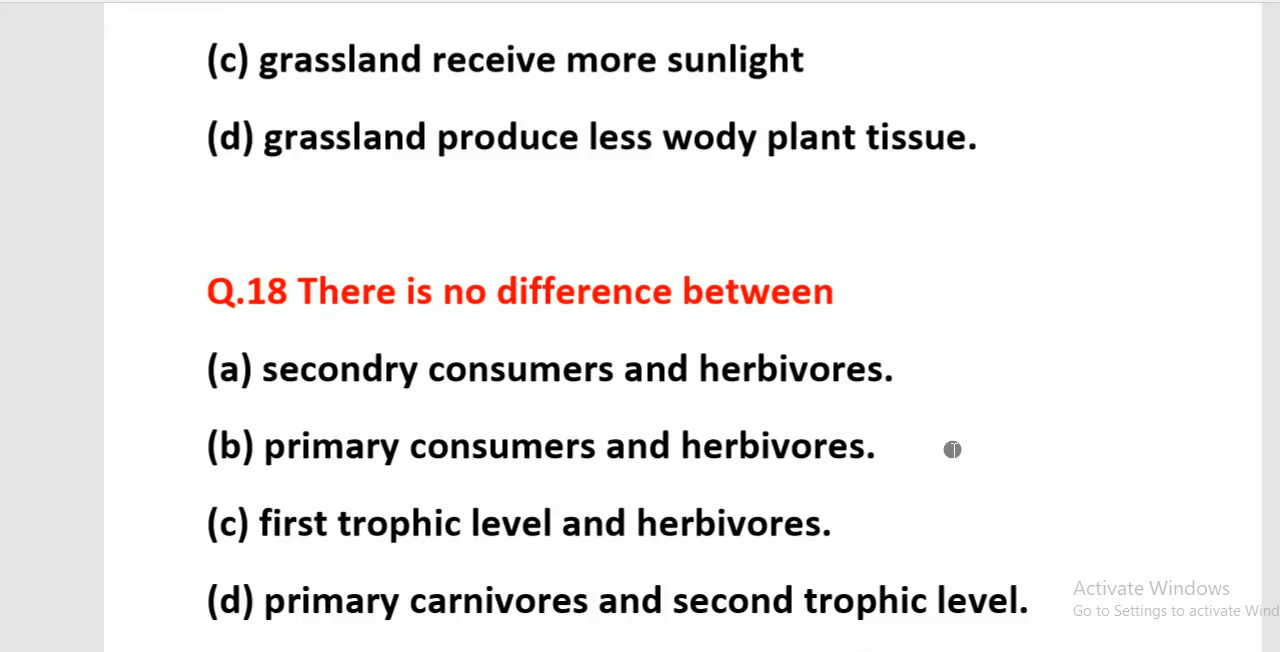 (c) grassland receive more sunlight
(d) grassland produce less wody plant tissue.
Q.18 There is no difference between
(a) secondry consumers and herbivores.
(b) primary consumers and herbivores.
(c) first trophic level and herbivores.
(d) primary carnivores and second trophic level.
Activate Windows
Go to Settings to activate Wind